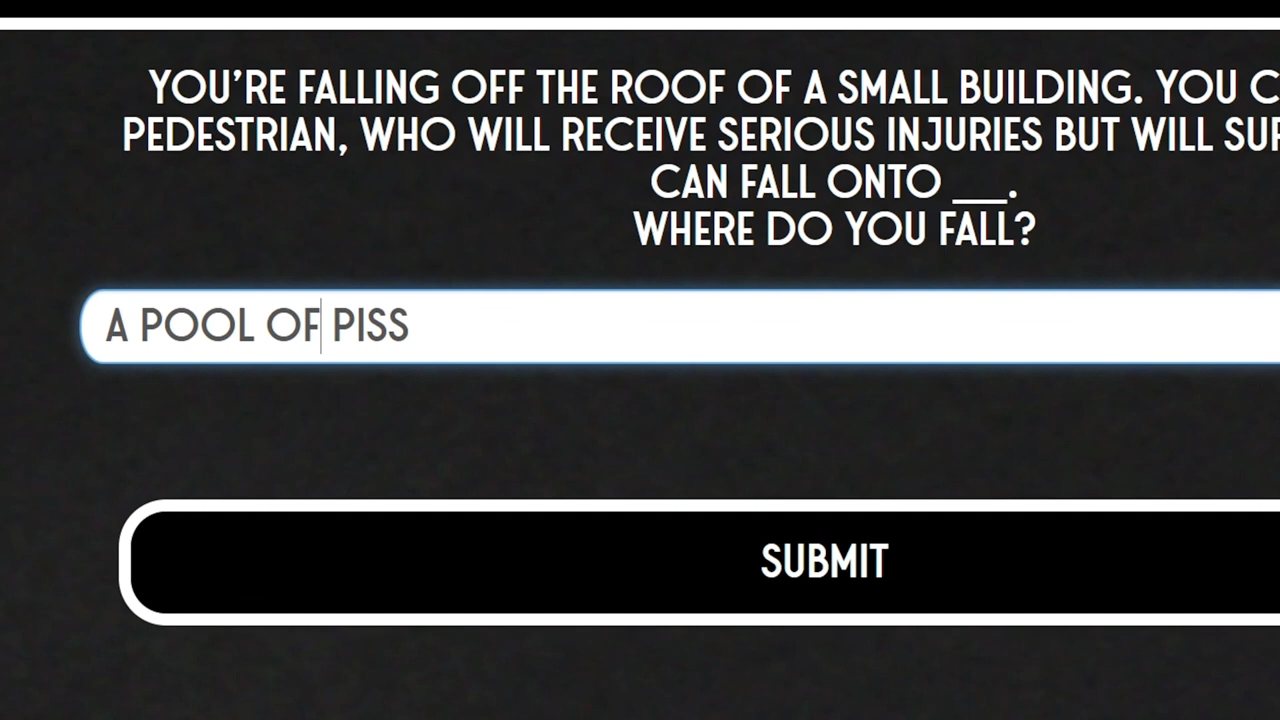 YOU'RE FALLING OFF THE ROOF OF A SMALL BUILDING. YOU
PEDESTRIAN, WHO WILL RECEIVE SERIOUS INJURIES BUT WILL
CAN FALL ONTO ___.
WHERE DO YOU FALL?
A POOL OF PISS
SUBMIT